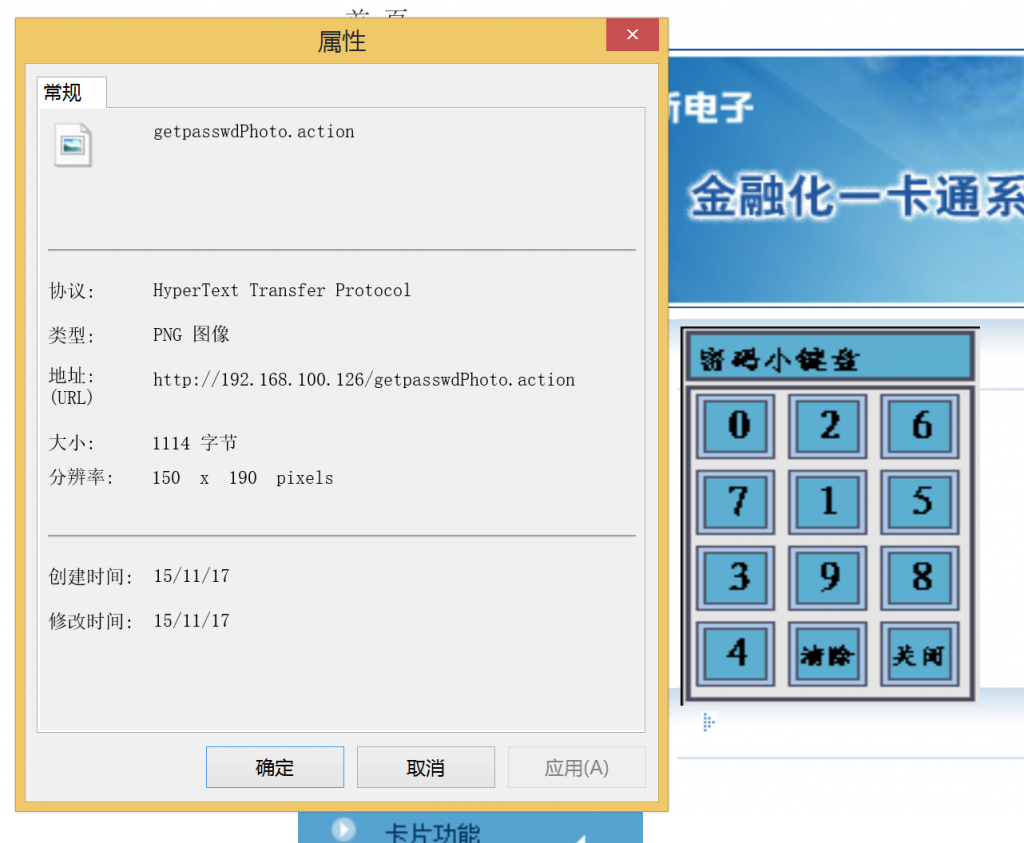 首 页
属性
常规
getpasswdPhoto.action
协议: HyperText Transfer Protocol
类型: PNG 图像
地址: http://192.168.100.126/getpasswdPhoto.action
(URL)
大小: 1114 字节
分辨率: 150 x 190 pixels
创建时间: 15/11/17
修改时间: 15/11/17
确定 取消 应用(A)
电子
金融化一卡通系
密码小键盘
0 2 6
7 1 5
3 9 8
4 清除 关闭
卡片功能